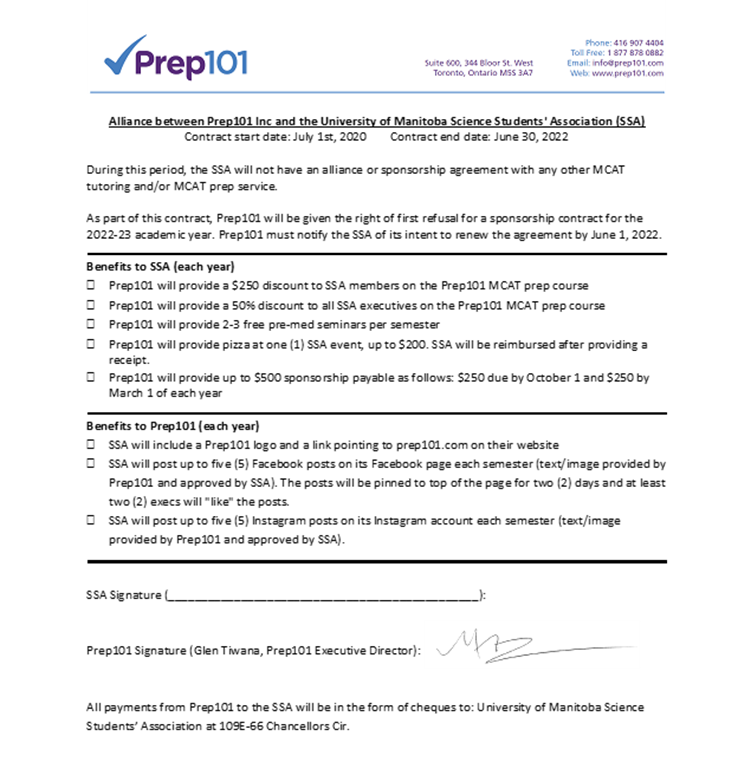 Prep101
Suite 600, 344 Bloor St. West
Toronto, Ontario M5S 3A7
Phone: 416 907 4404
Toll Free: 1 877 878 0882
Email: info@prep101.com
Web: www.prep101.com
Alliance between Prep101 Inc and the University of Manitoba Science Students' Association (SSA)
Contract start date: July 1st, 2020 Contract end date: June 30, 2022
During this period, the SSA will not have an alliance or sponsorship agreement with any other MCAT
tutoring and/or MCAT prep service.
As part of this contract, Prep101 will be given the right of first refusal for a sponsorship contract for the
2022-23 academic year. Prep101 must notify the SSA of its intent to renew the agreement by June 1, 2022.
Benefits to SSA (each year)
☐ Prep101 will provide a $250 discount to SSA members on the Prep101 MCAT prep course
☐ Prep101 will provide a 50% discount to all SSA executives on the Prep101 MCAT prep course
☐ Prep101 will provide 2-3 free pre-med seminars per semester
☐ Prep101 will provide pizza at one (1) SSA event, up to $200. SSA will be reimbursed after providing a
receipt.
☐ Prep101 will provide up to $500 sponsorship payable as follows: $250 due by October 1 and $250 by
March 1 of each year
Benefits to Prep101 (each year)
☐ SSA will include a Prep101 logo and a link pointing to prep101.com on their website
☐ SSA will post up to five (5) Facebook posts on its Facebook page each semester (text/image provided by
Prep101 and approved by SSA). The posts will be pinned to top of the page for two (2) days and at least
two (2) execs will "like" the posts.
☐ SSA will post up to five (5) Instagram posts on its Instagram account each semester (text/image
provided by Prep101 and approved by SSA).
SSA Signature (________________________________________________):
Prep101 Signature (Glen Tiwana, Prep101 Executive Director):
All payments from Prep101 to the SSA will be in the form of cheques to: University of Manitoba Science
Students’ Association at 109E-66 Chancellors Cir.